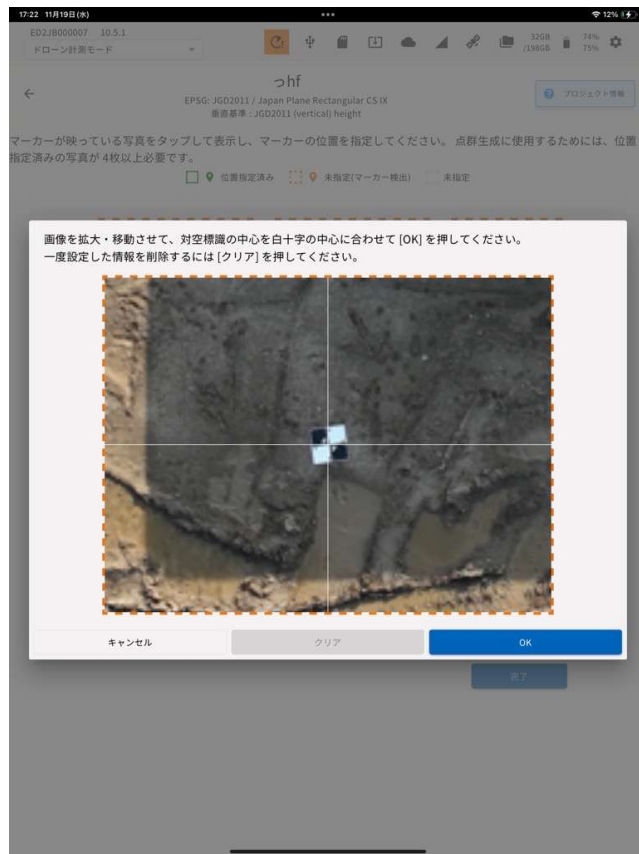 17:22 11月19日(水)
12%
ED2JB000007 10.5.1
ドローン計測モード
32GB
/198GB
74%
75%
っhf
EPSG: JGD2011 / Japan Plane Rectangular CS IX
垂直基準 : JGD2011 (vertical) height
プロジェクト情報
マーカーが映っている写真をタップして表示し、マーカーの位置を指定してください。 点群生成に使用するためには、位置
指定済みの写真が 4枚以上必要です。
位置指定済み 未指定(マーカー検出) 未指定
画像を拡大・移動させて、対空標識の中心を白十字の中心に合わせて [OK] を押してください。
一度設定した情報を削除するには [クリア] を押してください。
キャンセル クリア OK
完了